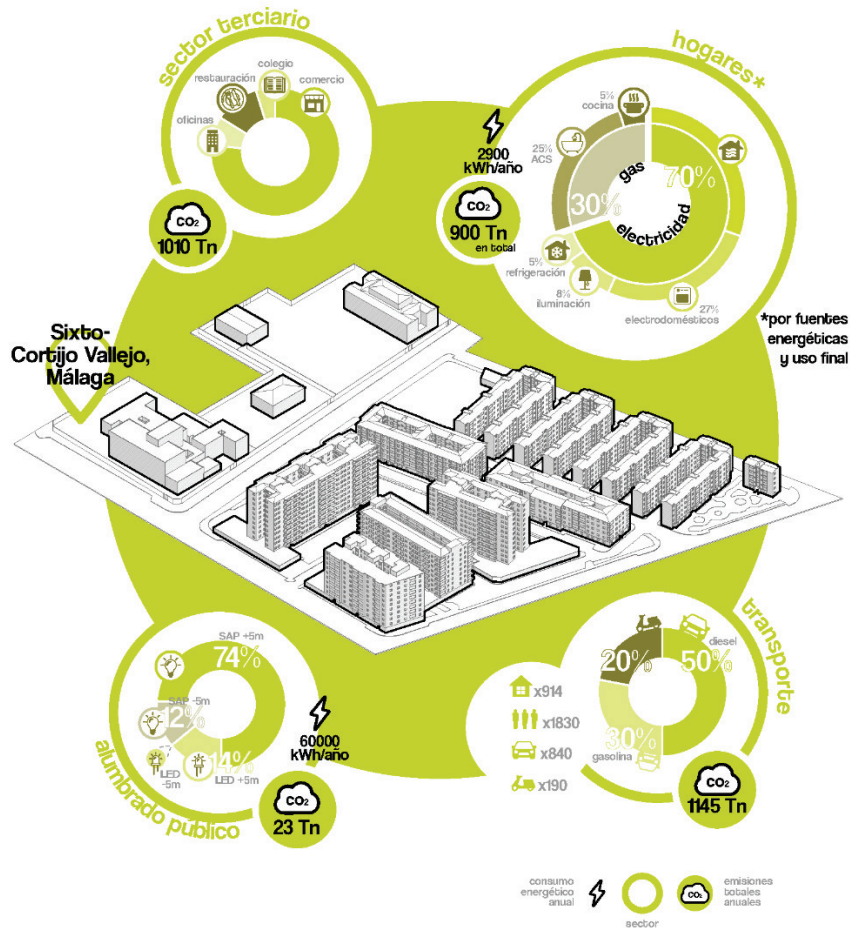 sector terciario
colegio
restauración
comercio
oficinas
CO₂
1010 Tn
hogares*
5%
cocina
25%
ACS
gas
30%
70%
electricidad
2900
kWh/año
CO₂
900 Tn
en total
5%
refrigeración
8%
iluminación
27%
electrodomésticos
*por fuentes
energéticas
y uso final
Sixto-
Cortijo Vallejo,
Málaga
SAP +5m
74%
SAP -5m
12%
LED
-5m
14%
LED +5m
alumbrado público
60000
kWh/año
CO₂
23 Tn
transporte
diesel
50%
20%
30%
gasolina
x914
x1830
x840
x190
CO₂
1145 Tn
consumo
energético
anual
sector
CO₂
emisiones
totales
anuales